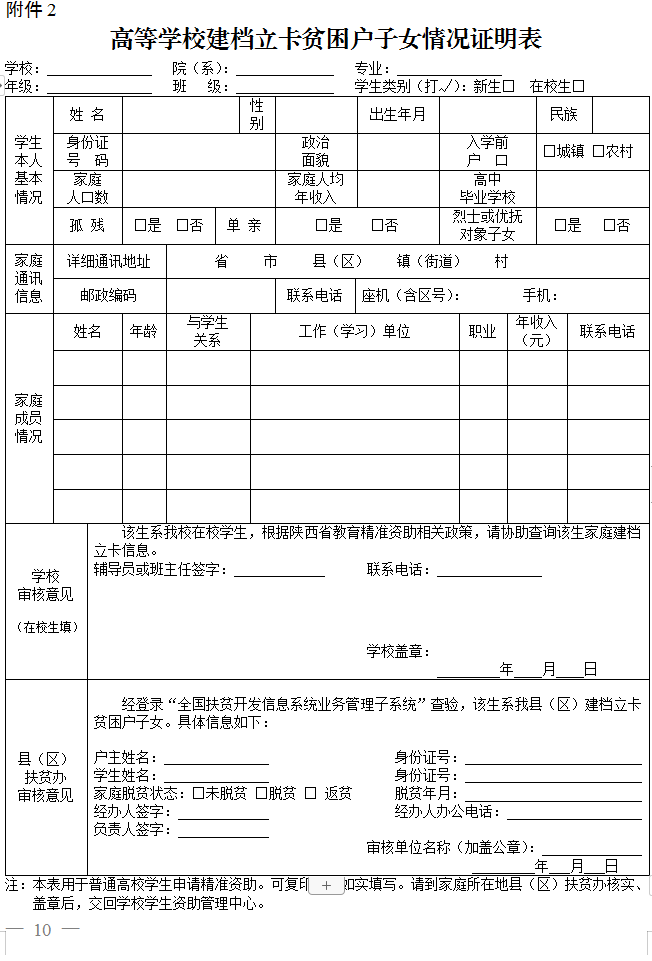 附件 2
高等学校建档立卡贫困户子女情况证明表
学校： 院（系）： 专业：
年级： 班 级： 学生类别（打√）：新生□ 在校生□
学生本人基本情况
姓 名 性别 出生年月 民族
身份证号 码 政治面貌 入学前户 口 □城镇 □农村
家庭人口数 家庭人均年收入 高中毕业学校
孤 残 □是 □否 单 亲 □是 □否 烈士或优抚对象子女 □是 □否
家庭通讯信息
详细通讯地址 省 市 县（区） 镇（街道） 村
邮政编码 联系电话 座机（含区号）： 手机：
家庭成员情况
姓名 年龄 与学生关系 工作（学习）单位 职业 年收入（元） 联系电话
学校审核意见
（在校生填）
该生系我校在校学生，根据陕西省教育精准资助相关政策，请协助查询该生家庭建档
立卡信息。
辅导员或班主任签字： 联系电话：
学校盖章：
年 月 日
县（区）扶贫办审核意见
经登录“全国扶贫开发信息系统业务管理子系统”查验，该生系我县（区）建档立卡
贫困户子女。具体信息如下：
户主姓名： 身份证号：
学生姓名： 身份证号：
家庭脱贫状态：□未脱贫 □脱贫 □ 返贫 脱贫年月：
经办人签字： 经办人办公电话：
负责人签字：
审核单位名称（加盖公章）：
年 月 日
注：本表用于普通高校学生申请精准资助。可复印 如实填写。请到家庭所在地县（区）扶贫办核实、
盖章后，交回学校学生资助管理中心。
— 10 —